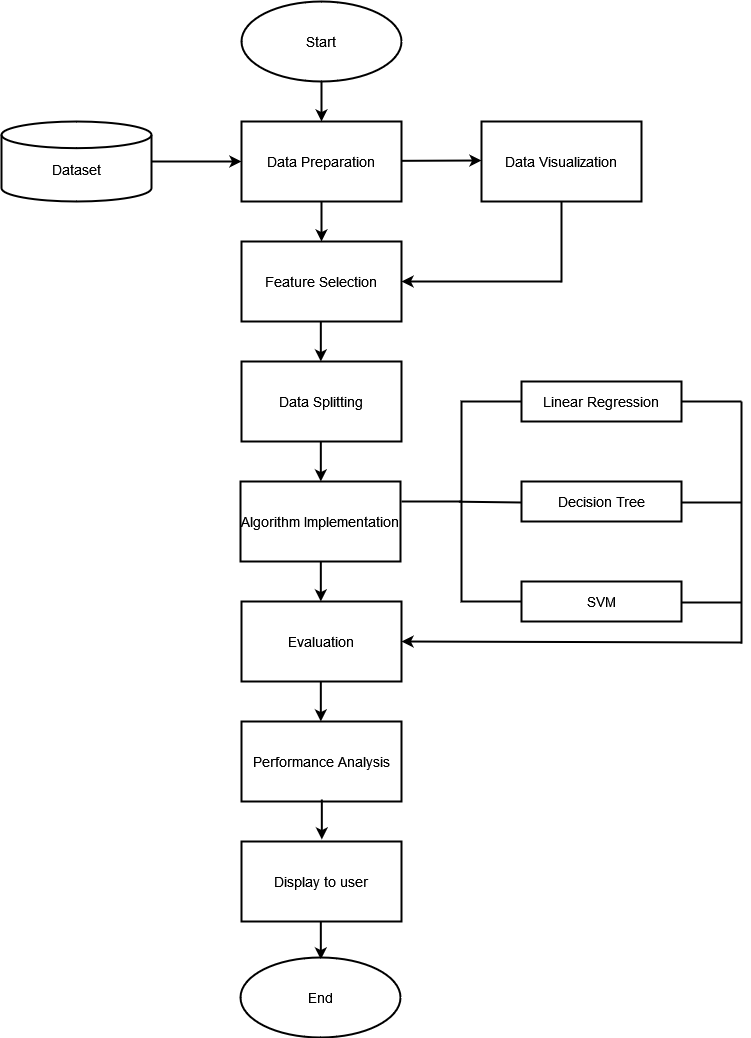 Start
Dataset
Data Preparation
Data Visualization
Feature Selection
Data Splitting
Linear Regression
Algorithm Implementation
Decision Tree
SVM
Evaluation
Performance Analysis
Display to user
End